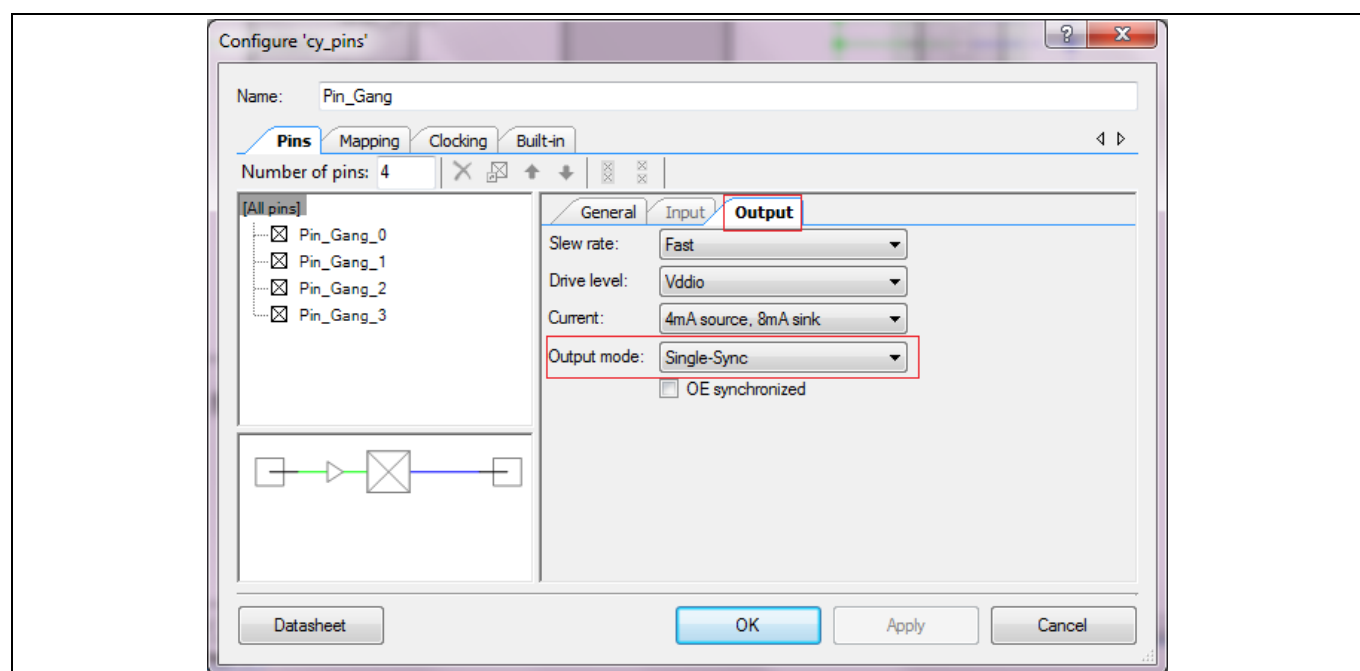 Configure 'cy_pins'
Name: Pin_Gang
Pins Mapping Clocking Built-in
Number of pins: 4
[All pins]
Pin_Gang_0
Pin_Gang_1
Pin_Gang_2
Pin_Gang_3
General Input Output
Slew rate: Fast
Drive level: Vddio
Current: 4mA source, 8mA sink
Output mode: Single-Sync
OE synchronized
Datasheet OK Apply Cancel